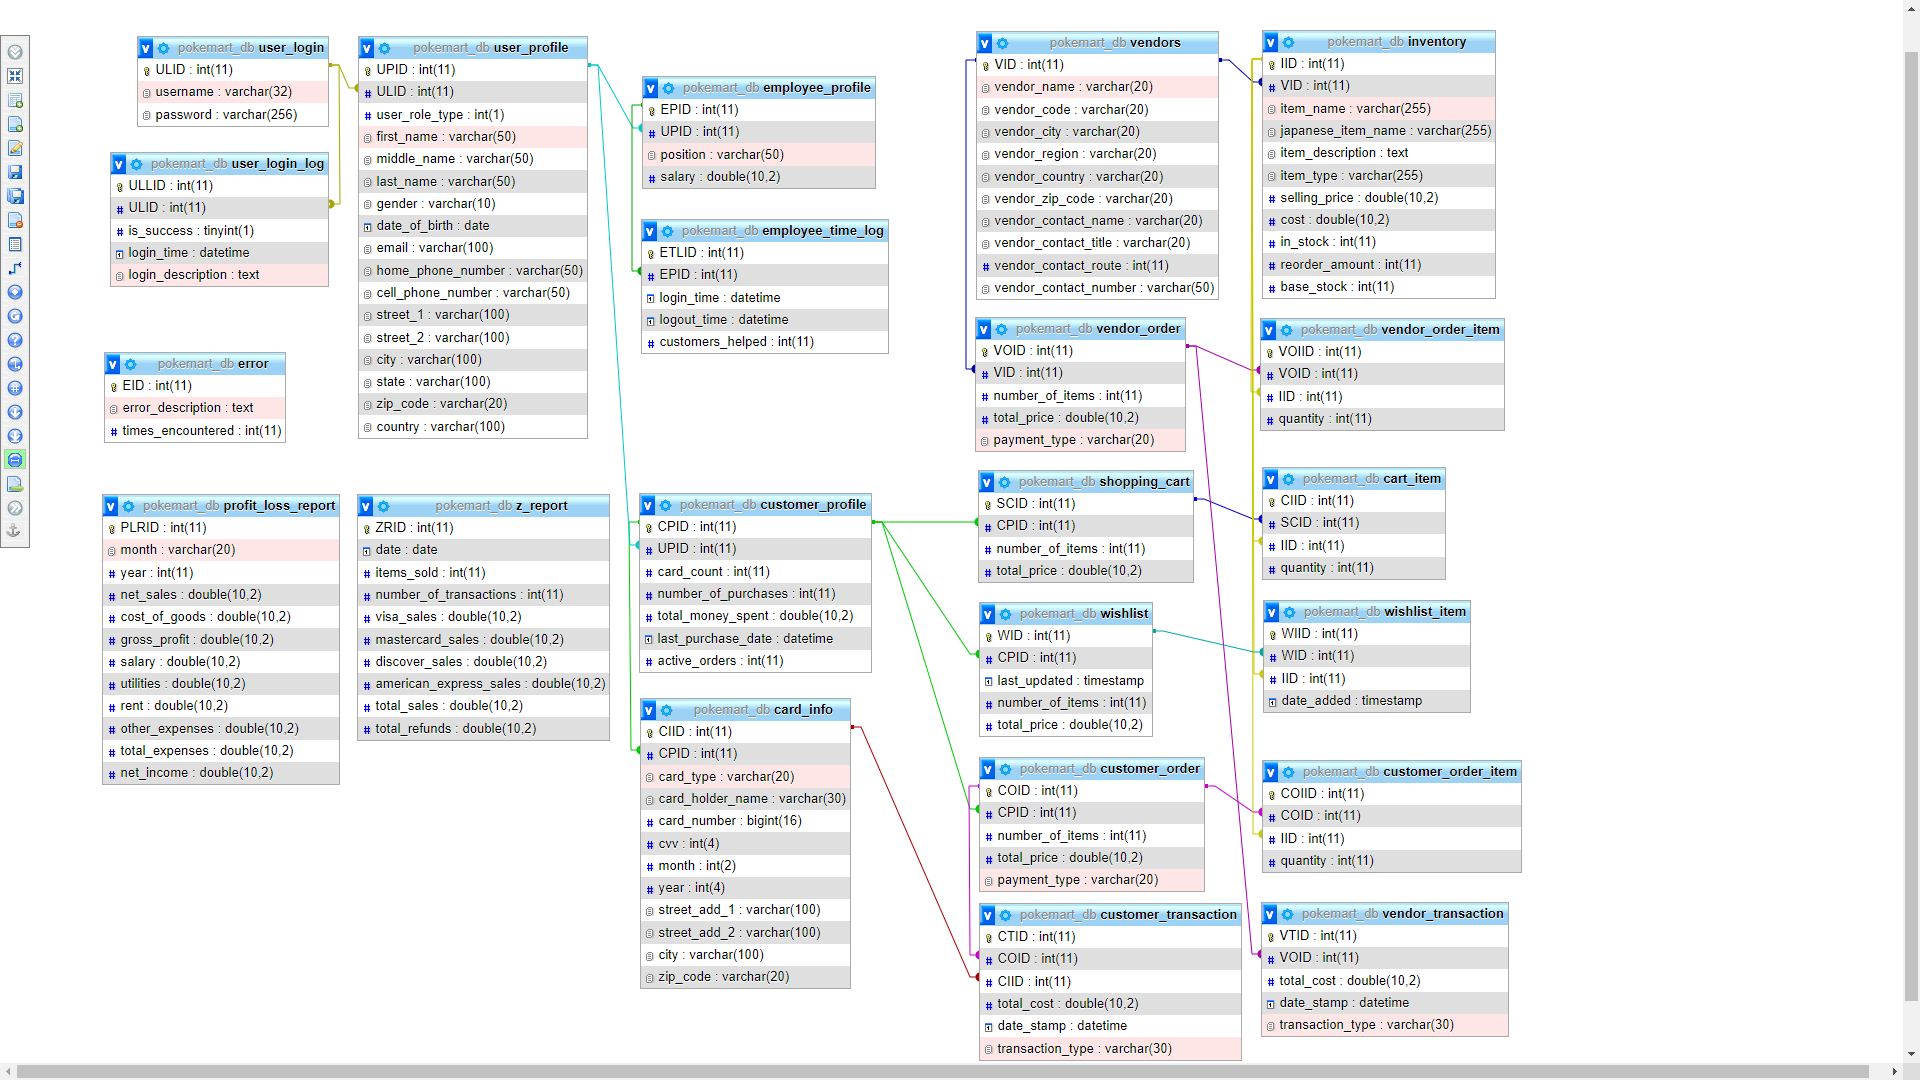 pokemart_db user_login
ULID : int(11)
username : varchar(32)
password : varchar(256)
pokemart_db user_login_log
ULLID : int(11)
ULID : int(11)
is_success : tinyint(1)
login_time : datetime
login_description : text
pokemart_db error
EID : int(11)
error_description : text
times_encountered : int(11)
pokemart_db user_profile
UPID : int(11)
ULID : int(11)
user_role_type : int(1)
first_name : varchar(50)
middle_name : varchar(50)
last_name : varchar(50)
gender : varchar(10)
date_of_birth : date
email : varchar(100)
home_phone_number : varchar(50)
cell_phone_number : varchar(50)
street_1 : varchar(100)
street_2 : varchar(100)
city : varchar(100)
state : varchar(100)
zip_code : varchar(20)
country : varchar(100)
pokemart_db employee_profile
EPID : int(11)
UPID : int(11)
position : varchar(50)
salary : double(10,2)
pokemart_db employee_time_log
ETLID : int(11)
EPID : int(11)
login_time : datetime
logout_time : datetime
customers_helped : int(11)
pokemart_db vendors
VID : int(11)
vendor_name : varchar(20)
vendor_code : varchar(20)
vendor_city : varchar(20)
vendor_region : varchar(20)
vendor_country : varchar(20)
vendor_zip_code : varchar(20)
vendor_contact_name : varchar(20)
vendor_contact_title : varchar(20)
vendor_contact_route : int(11)
vendor_contact_number : varchar(50)
pokemart_db inventory
IID : int(11)
VID : int(11)
item_name : varchar(255)
japanese_item_name : varchar(255)
item_description : text
item_type : varchar(255)
selling_price : double(10,2)
cost : double(10,2)
in_stock : int(11)
reorder_amount : int(11)
base_stock : int(11)
pokemart_db vendor_order
VOID : int(11)
VID : int(11)
number_of_items : int(11)
total_price : double(10,2)
payment_type : varchar(20)
pokemart_db vendor_order_item
VOIID : int(11)
VOID : int(11)
IID : int(11)
quantity : int(11)
pokemart_db profit_loss_report
PLRID : int(11)
month : varchar(20)
year : int(11)
net_sales : double(10,2)
cost_of_goods : double(10,2)
gross_profit : double(10,2)
salary : double(10,2)
utilities : double(10,2)
rent : double(10,2)
other_expenses : double(10,2)
total_expenses : double(10,2)
net_income : double(10,2)
pokemart_db z_report
ZRID : int(11)
date : date
items_sold : int(11)
number_of_transactions : int(11)
visa_sales : double(10,2)
mastercard_sales : double(10,2)
discover_sales : double(10,2)
american_express_sales : double(10,2)
total_sales : double(10,2)
total_refunds : double(10,2)
pokemart_db customer_profile
CPID : int(11)
UPID : int(11)
card_count : int(11)
number_of_purchases : int(11)
total_money_spent : double(10,2)
last_purchase_date : datetime
active_orders : int(11)
pokemart_db card_info
CIID : int(11)
CPID : int(11)
card_type : varchar(20)
card_holder_name : varchar(30)
card_number : bigint(16)
cvv : int(4)
month : int(2)
year : int(4)
street_add_1 : varchar(100)
street_add_2 : varchar(100)
city : varchar(100)
zip_code : varchar(20)
pokemart_db shopping_cart
SCID : int(11)
CPID : int(11)
number_of_items : int(11)
total_price : double(10,2)
pokemart_db cart_item
CIID : int(11)
SCID : int(11)
IID : int(11)
quantity : int(11)
pokemart_db wishlist
WID : int(11)
CPID : int(11)
last_updated : timestamp
number_of_items : int(11)
total_price : double(10,2)
pokemart_db wishlist_item
WIID : int(11)
WID : int(11)
IID : int(11)
date_added : timestamp
pokemart_db customer_order
COID : int(11)
CPID : int(11)
number_of_items : int(11)
total_price : double(10,2)
payment_type : varchar(20)
pokemart_db customer_order_item
COIID : int(11)
COID : int(11)
IID : int(11)
quantity : int(11)
pokemart_db customer_transaction
CTID : int(11)
COID : int(11)
CIID : int(11)
total_cost : double(10,2)
date_stamp : datetime
transaction_type : varchar(30)
pokemart_db vendor_transaction
VTID : int(11)
VOID : int(11)
total_cost : double(10,2)
date_stamp : datetime
transaction_type : varchar(30)